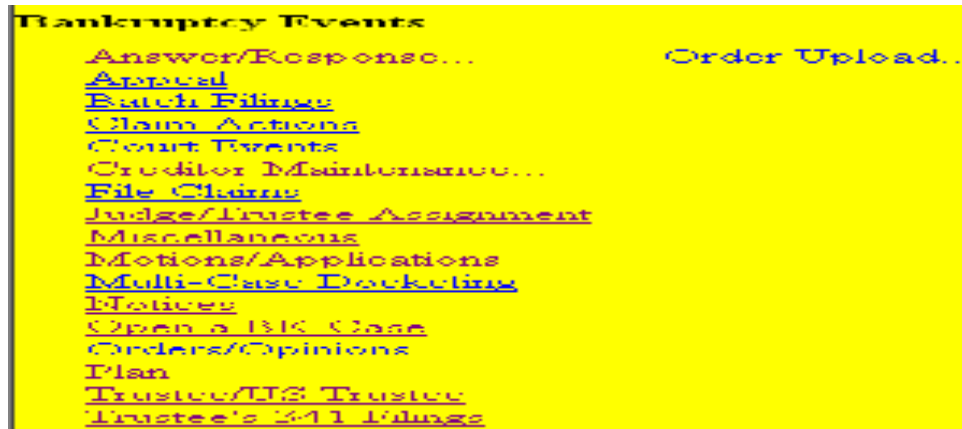 Bankruptcy Events
Answer/Response... Order Upload..
Appeal
Batch Filings
Claim Actions
Court Events
Creditor Maintenance...
File Claims
Judge/Trustee Assignment
Miscellaneous
Motions/Applications
Multi-Case Docketing
Notices
Open a BK Case
Orders/Opinions
Plan
Trustee/US Trustee
Trustee's 341 Filings